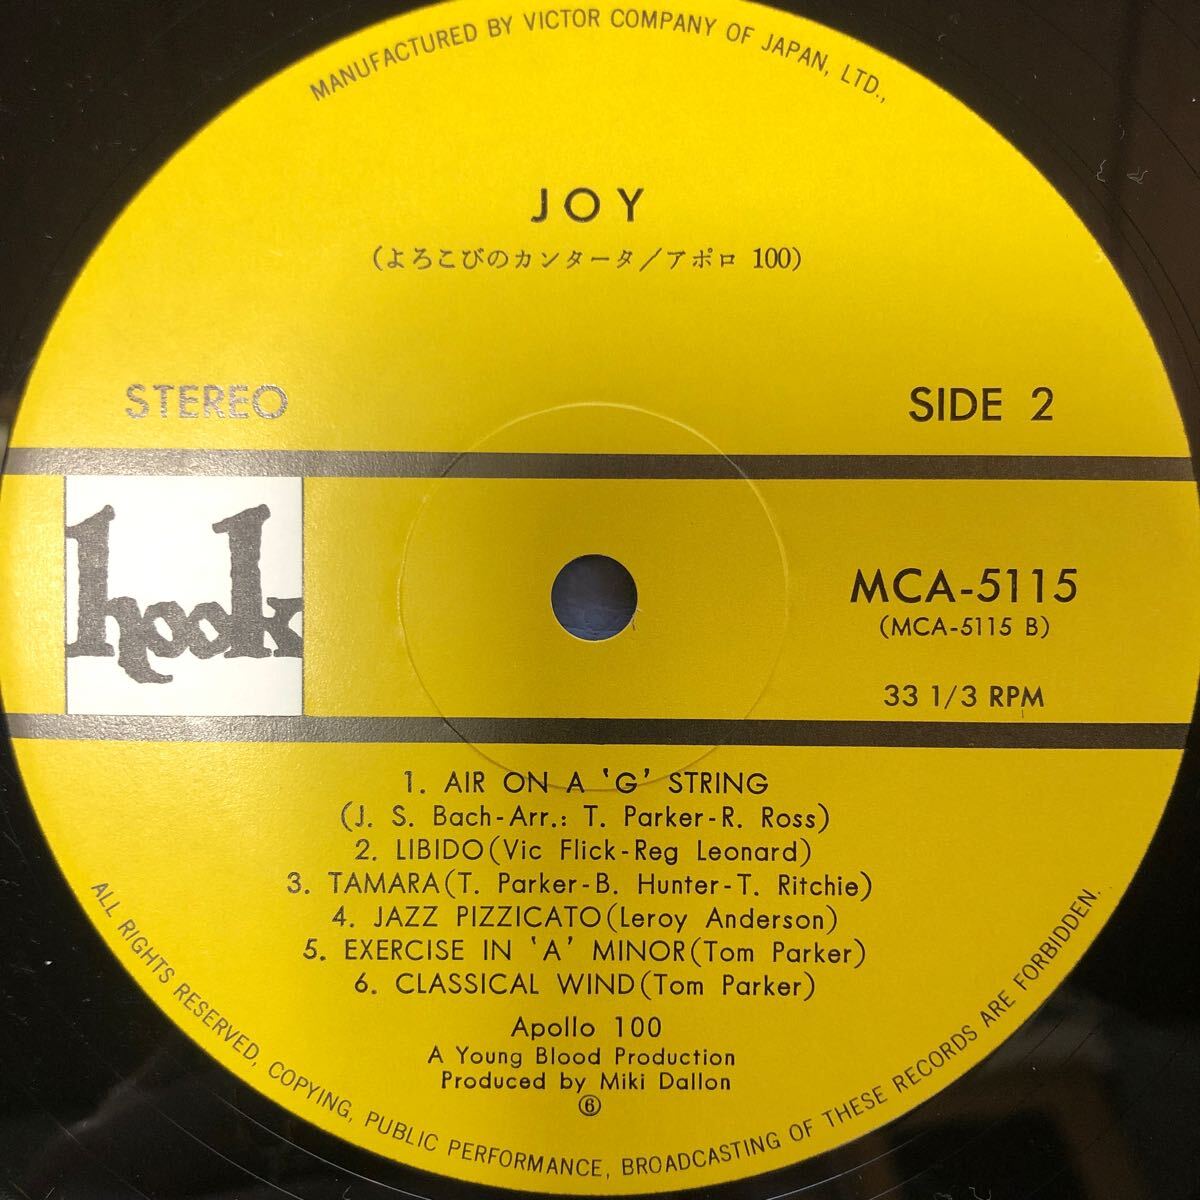 MANUFACTURED BY VICTOR COMPANY OF JAPAN, LTD.,
JOY
(よろこびのカンタータ/アポロ 100)
STEREO
SIDE 2
hook
MCA-5115
(MCA-5115 B)
33 1/3 RPM
1. AIR ON A 'G' STRING
(J. S. Bach-Arr.: T. Parker-R. Ross)
2. LIBIDO(Vic Flick-Reg Leonard)
3. TAMARA(T. Parker-B. Hunter-T. Ritchie)
4. JAZZ PIZZICATO(Leroy Anderson)
5. EXERCISE IN 'A' MINOR(Tom Parker)
6. CLASSICAL WIND(Tom Parker)
Apollo 100
A Young Blood Production
Produced by Miki Dallon
⑥
ALL RIGHTS RESERVED, COPYING, PUBLIC PERFORMANCE, BROADCASTING OF THESE RECORDS ARE FORBIDDEN.